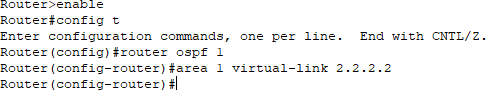 Router>enable
Router#config t
Enter configuration commands, one per line.  End with CNTL/Z.
Router(config)#router ospf 1
Router(config-router)#area 1 virtual-link 2.2.2.2
Router(config-router)#